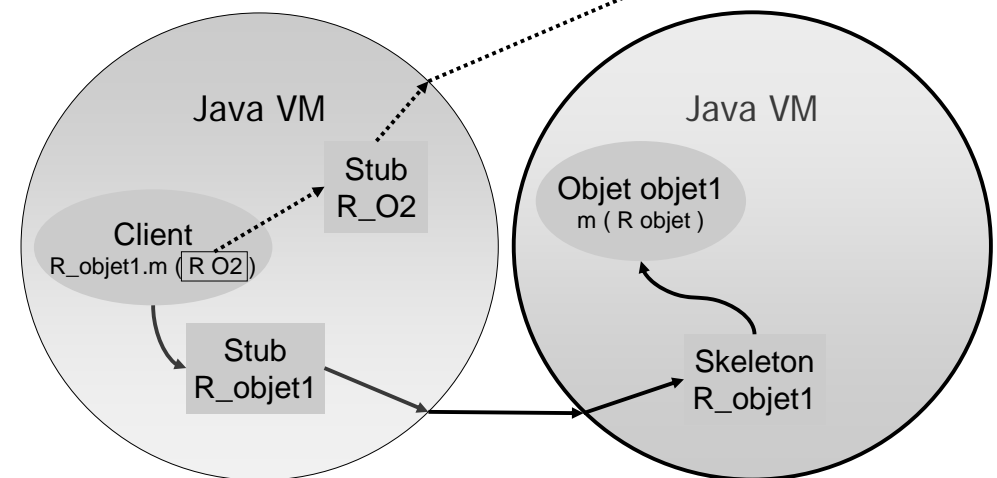 Java VM
Stub
R_O2
Client
R_objet1.m ( R O2 )
Stub
R_objet1
Java VM
Objet objet1
m ( R objet )
Skeleton
R_objet1